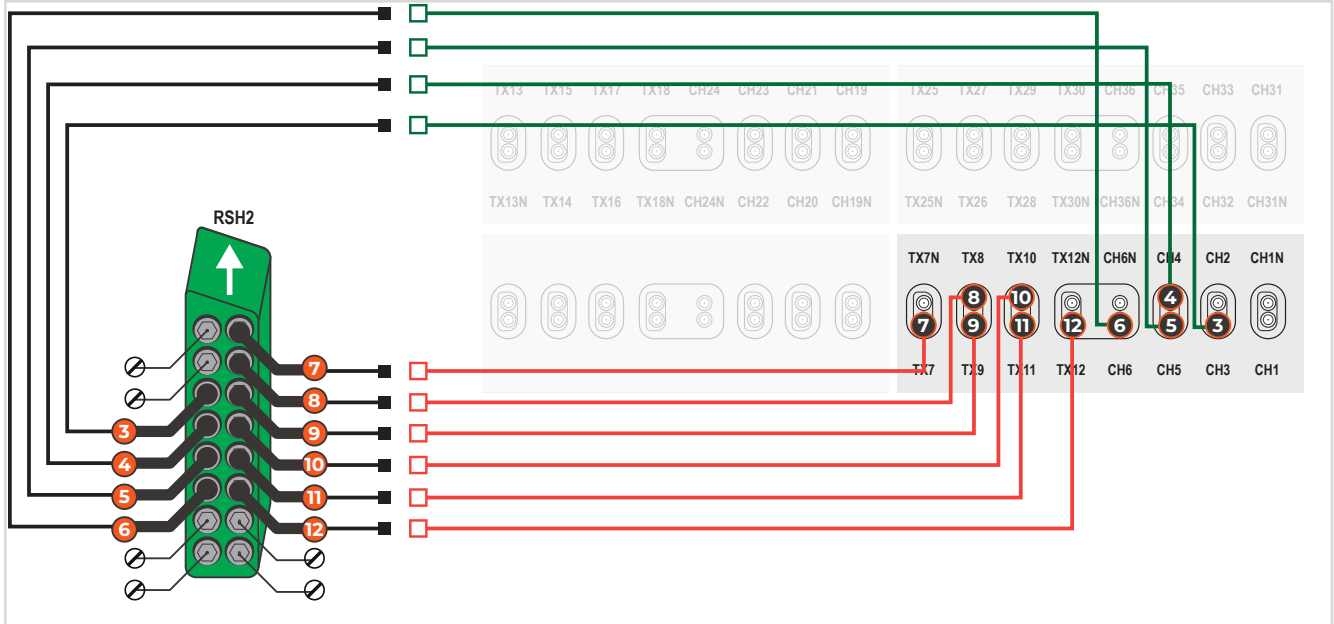 TX13 TX15 TX17 TX18 CH24 CH23 CH21 CH19 TX25 TX27 TX29 TX30 CH36 CH35 CH33 CH31
TX13N TX14 TX16 TX18N CH24N CH22 CH20 CH19N TX25N TX26 TX28 TX30N CH36N CH34 CH32 CH31N
RSH2
TX7N TX8 TX10 TX12N CH6N CH4 CH2 CH1N
8 10 4
7 9 11 12 6 5 3
TX7 TX9 TX11 TX12 CH6 CH5 CH3 CH1
7
8
3 9
4 10
5 11
6 12